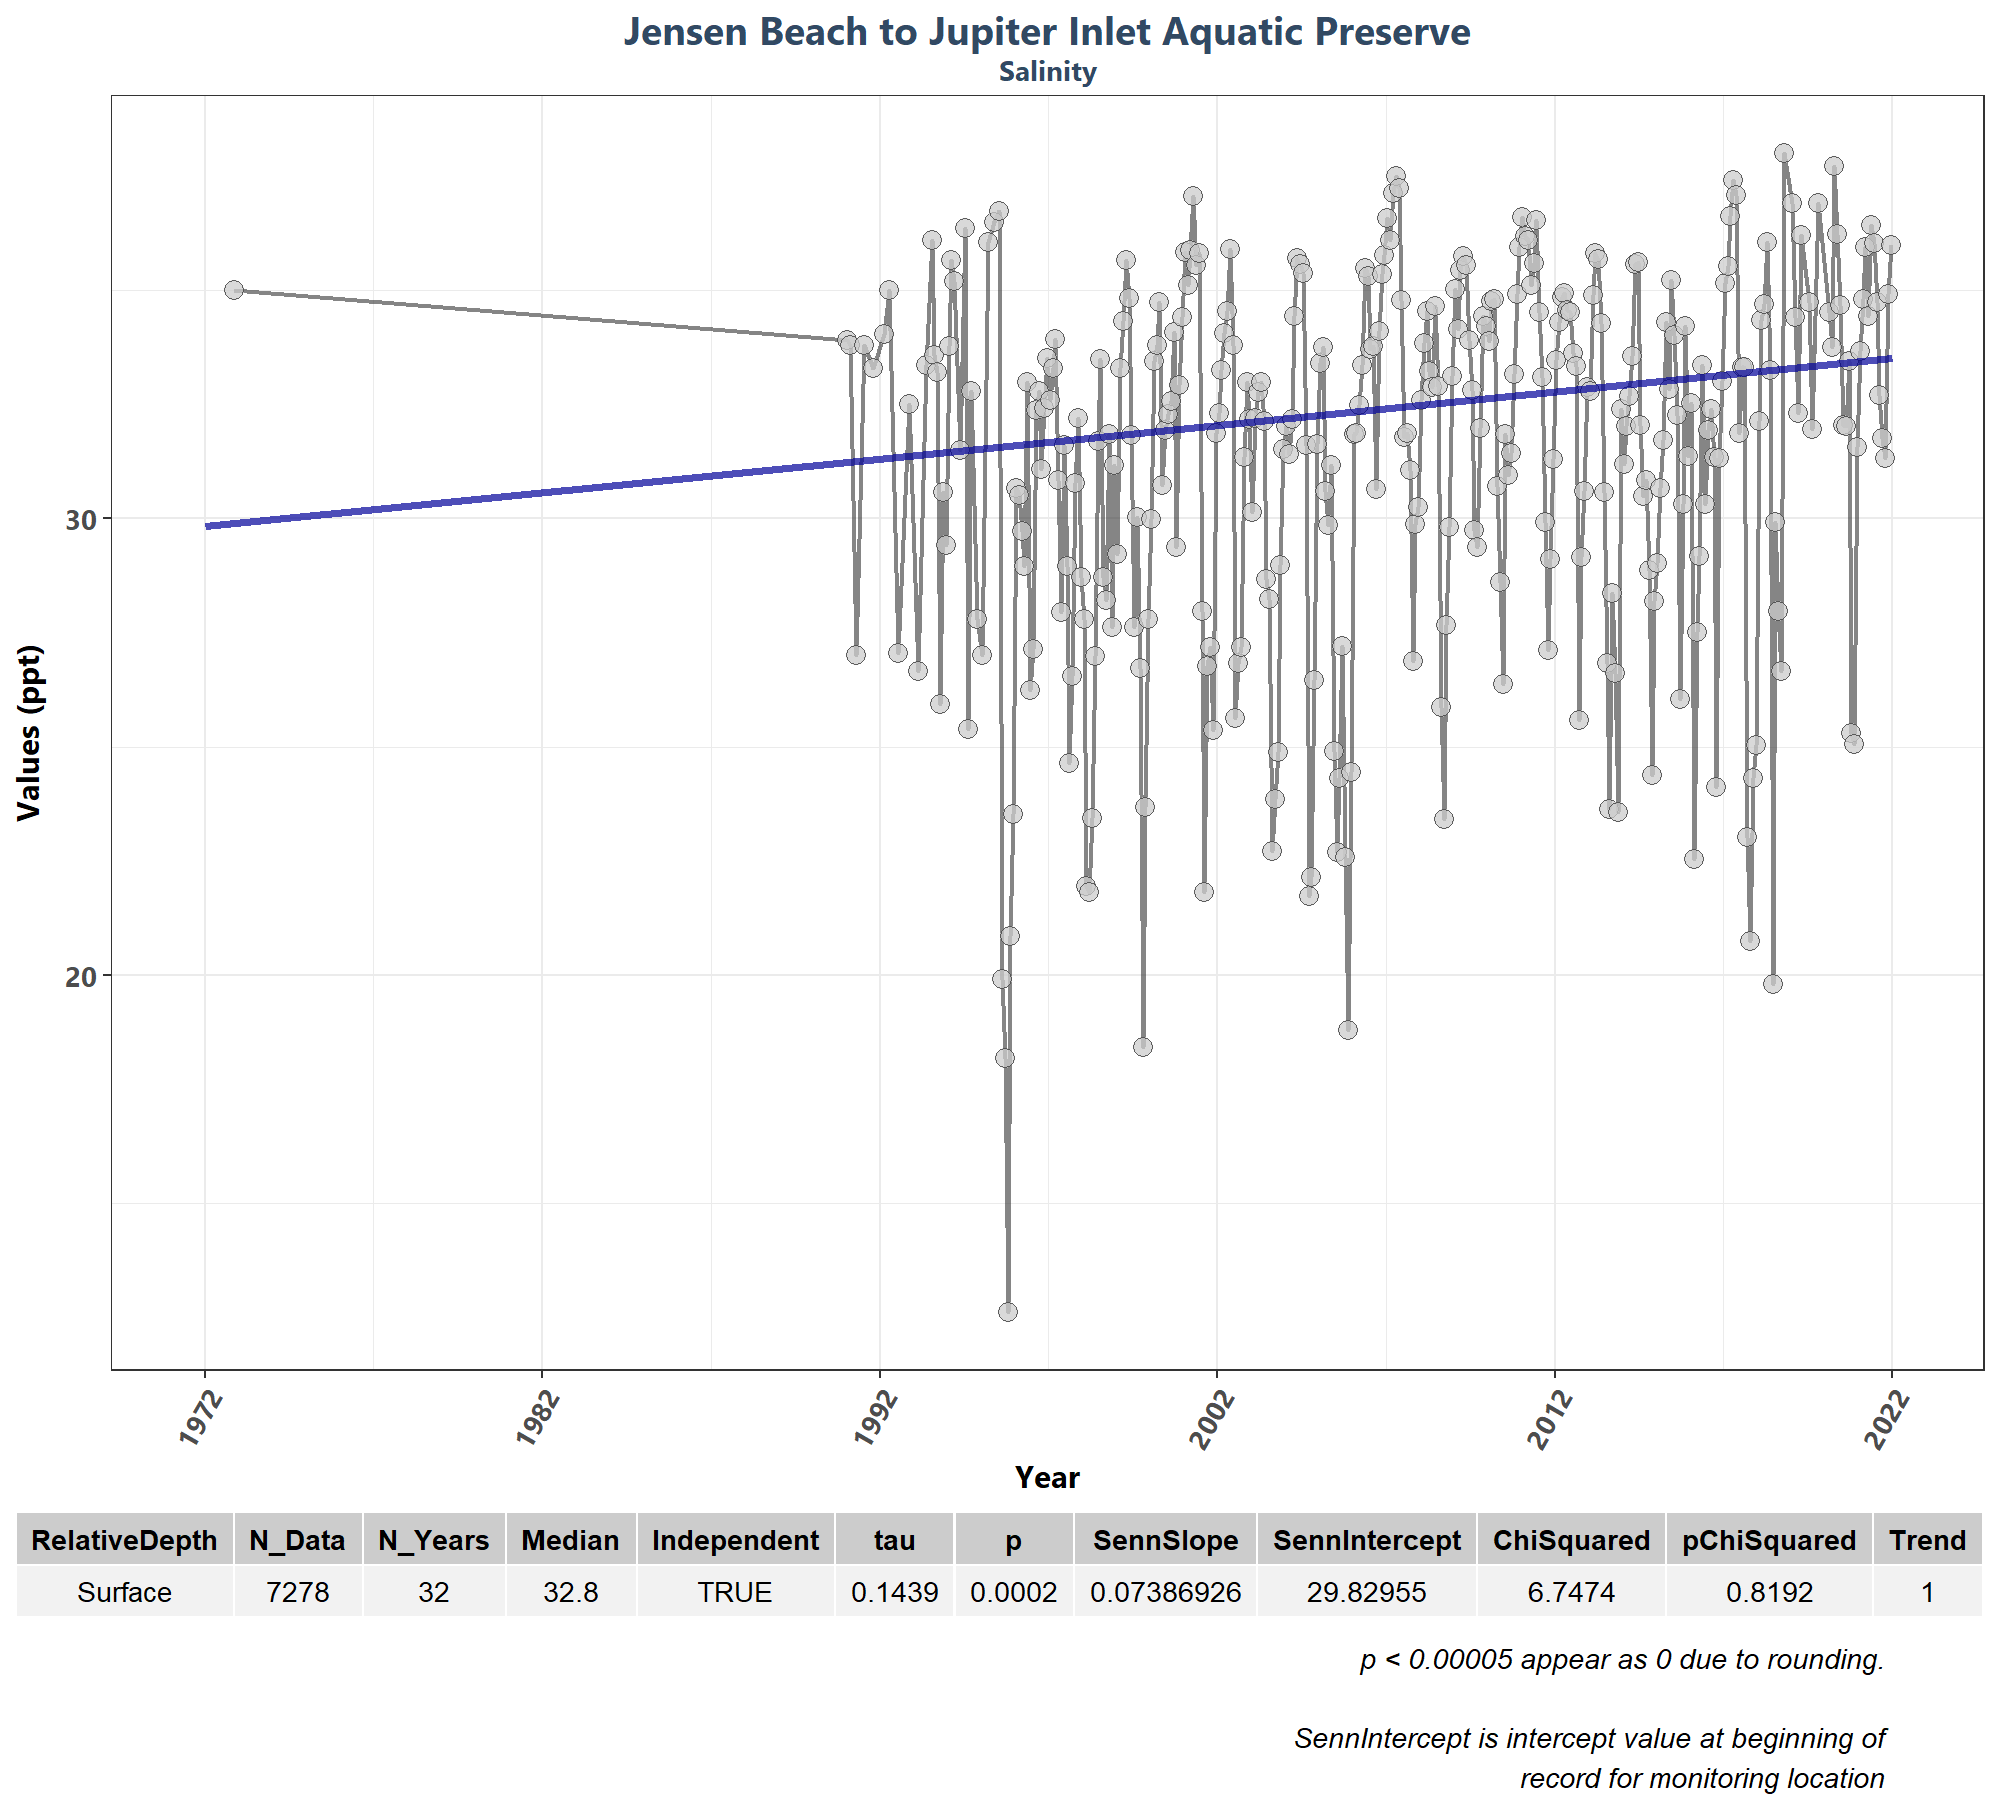 Jensen Beach to Jupiter Inlet Aquatic Preserve
Salinity
Values (ppt)
30
20
1972 1982 1992 2002 2012 2022
Year
RelativeDepth N_Data N_Years Median Independent tau p SennSlope SennIntercept ChiSquared pChiSquared Trend
Surface 7278 32 32.8 TRUE 0.1439 0.0002 0.07386926 29.82955 6.7474 0.8192 1
p < 0.00005 appear as 0 due to rounding.
SennIntercept is intercept value at beginning of
record for monitoring location